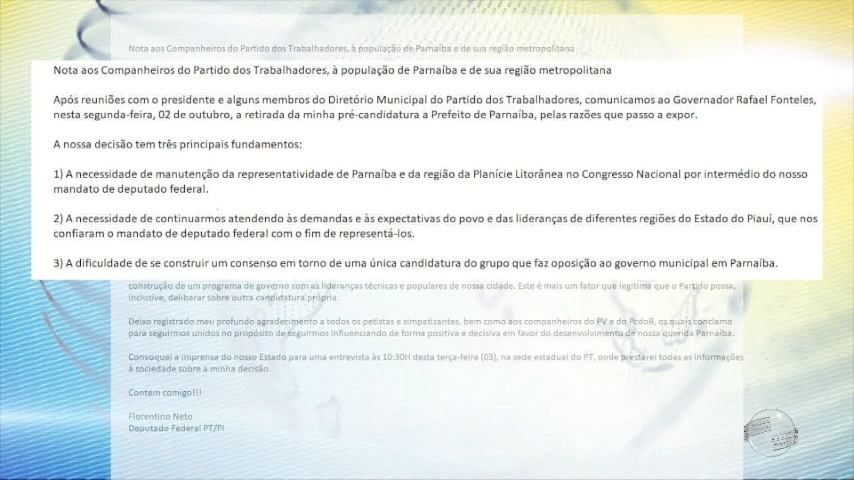 Nota aos Companheiros do Partido dos Trabalhadores, à população de Parnaíba e de sua região metropolitana
Nota aos Companheiros do Partido dos Trabalhadores, à população de Parnaíba e de sua região metropolitana
Após reuniões com o presidente e alguns membros do Diretório Municipal do Partido dos Trabalhadores, comunicamos ao Governador Rafael Fonteles,
nesta segunda-feira, 02 de outubro, a retirada da minha pré-candidatura a Prefeito de Parnaíba, pelas razões que passo a expor.
A nossa decisão tem três principais fundamentos:
1) A necessidade de manutenção da representatividade de Parnaíba e da região da Planície Litorânea no Congresso Nacional por intermédio do nosso
mandato de deputado federal.
2) A necessidade de continuarmos atendendo às demandas e às expectativas do povo e das lideranças de diferentes regiões do Estado do Piauí, que nos
confiaram o mandato de deputado federal com o fim de representá-los.
3) A dificuldade de se construir um consenso em torno de uma única candidatura do grupo que faz oposição ao governo municipal em Parnaíba.
construção de um programa de governo com as lideranças técnicas e populares de nossa cidade. Este é mais um fator que legitima que o Partido possa,
inclutive, deliberar sobre outra candidatura própria.
Deixo registrado meu profundo agradecimento a todos os petistas e simpatizantes, bem como aos companheiros do PV e do PcdoB, os quais conclamo
para seguirmos unidos no propósito de seguirmos influenciando de forma positiva e decisiva em favor do desenvolvimento de nossa querida Parnaíba.
Convoquei a imprensa do nosso Estado para uma entrevista às 10:30H desta terça-feira (03), na sede estadual do PT, onde prestarei todas as informações
à sociedade sobre a minha decisão.
Contem comigo!!!
Florentino Neto
Deputado Federal PT/PI